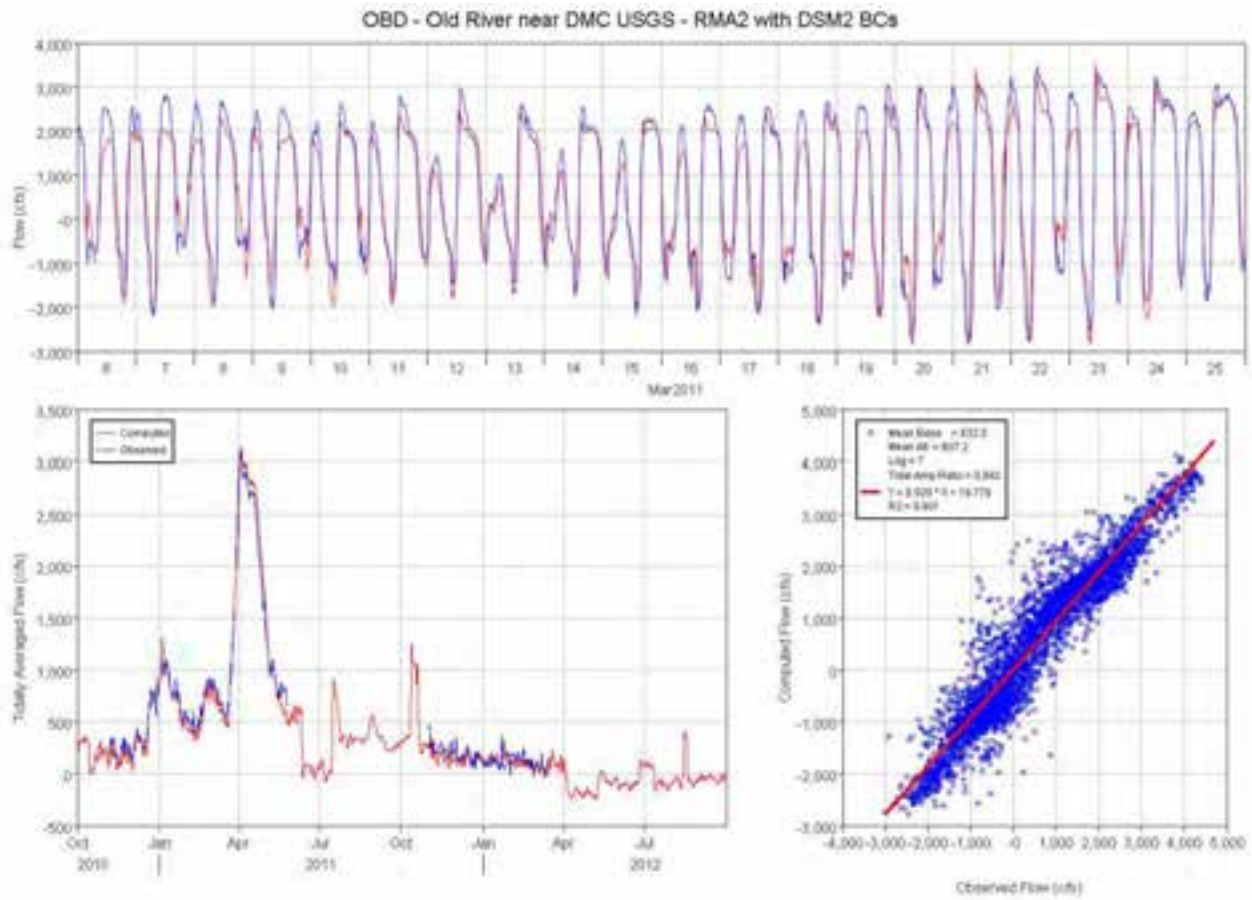 OBD - Old River near DMC USGS - RMA2 with DSM2 BCs
Flow (cfs)
4,000
3,000
2,000
1,000
-0
-1,000
-2,000
-3,000
6 7 8 9 10 11 12 13 14 15 16 17 18 19 20 21 22 23 24 25
Mar2011
Tidally Averaged Flow (cfs)
3,500
3,000
2,500
2,000
1,500
1,000
500
0
-500
Computed
Observed
Oct Jan Apr Jul Oct Jan Apr Jul
2010 2011 2012
Computed Flow (cfs)
5,000
4,000
3,000
2,000
1,000
0
-1,000
-2,000
-3,000
Mean
Mean
Lag = 7
Ratio
-4,000 -3,000 -2,000 -1,000 -0 1,000 2,000 3,000 4,000 5,000
Observed Flow (cfs)